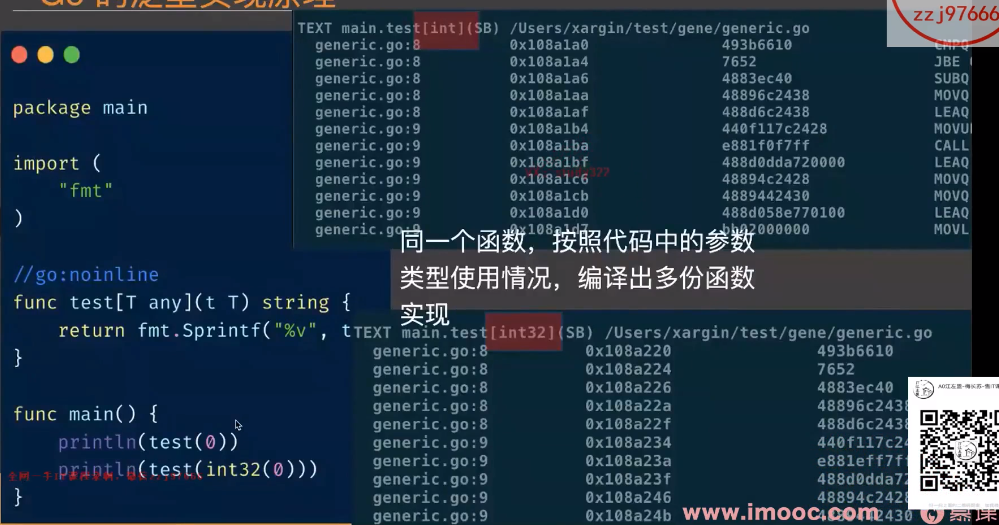 Go 的泛型实现原理
package main
import (
"fmt"
)
//go:noinline
func test[T any](t T) string {
return fmt.Sprintf("%v", t
}
func main() {
println(test(0))
println(test(int32(0)))
}
TEXT main.test[int](SB) /Users/xargin/test/gene/generic.go
generic.go:8 0x108a1a0 493b6610 CMPQ
generic.go:8 0x108a1a4 7652 JBE
generic.go:8 0x108a1a6 4883ec40 SUBQ
generic.go:8 0x108a1aa 48896c2438 MOVQ
generic.go:8 0x108a1af 488d6c2438 LEAQ
generic.go:9 0x108a1b4 440f117c2428 MOVU
generic.go:9 0x108a1ba e881f0f7ff CALL
generic.go:9 0x108a1bf 488d0dda720000 LEAQ
generic.go:9 0x108a1c6 48894c2428 MOVQ
generic.go:9 0x108a1cb 4889442430 MOVQ
generic.go:9 0x108a1d0 488d058e770100 LEAQ
generic.go:9 0x108a1d7 bb02000000 MOVL
同一个函数，按照代码中的参数
类型使用情况，编译出多份函数
实现
TEXT main.test[int32](SB) /Users/xargin/test/gene/generic.go
generic.go:8 0x108a220 493b6610
generic.go:8 0x108a224 7652
generic.go:8 0x108a226 4883ec40
generic.go:8 0x108a22a 48896c2438
generic.go:8 0x108a22f 488d6c2438
generic.go:9 0x108a234 440f117c2
generic.go:9 0x108a23a e881eff7ff
generic.go:9 0x108a23f 488d0dda72
generic.go:9 0x108a246 48894c242
generic.go:9 0x108a24b 4889442430
zzj97666
www.imooc.com